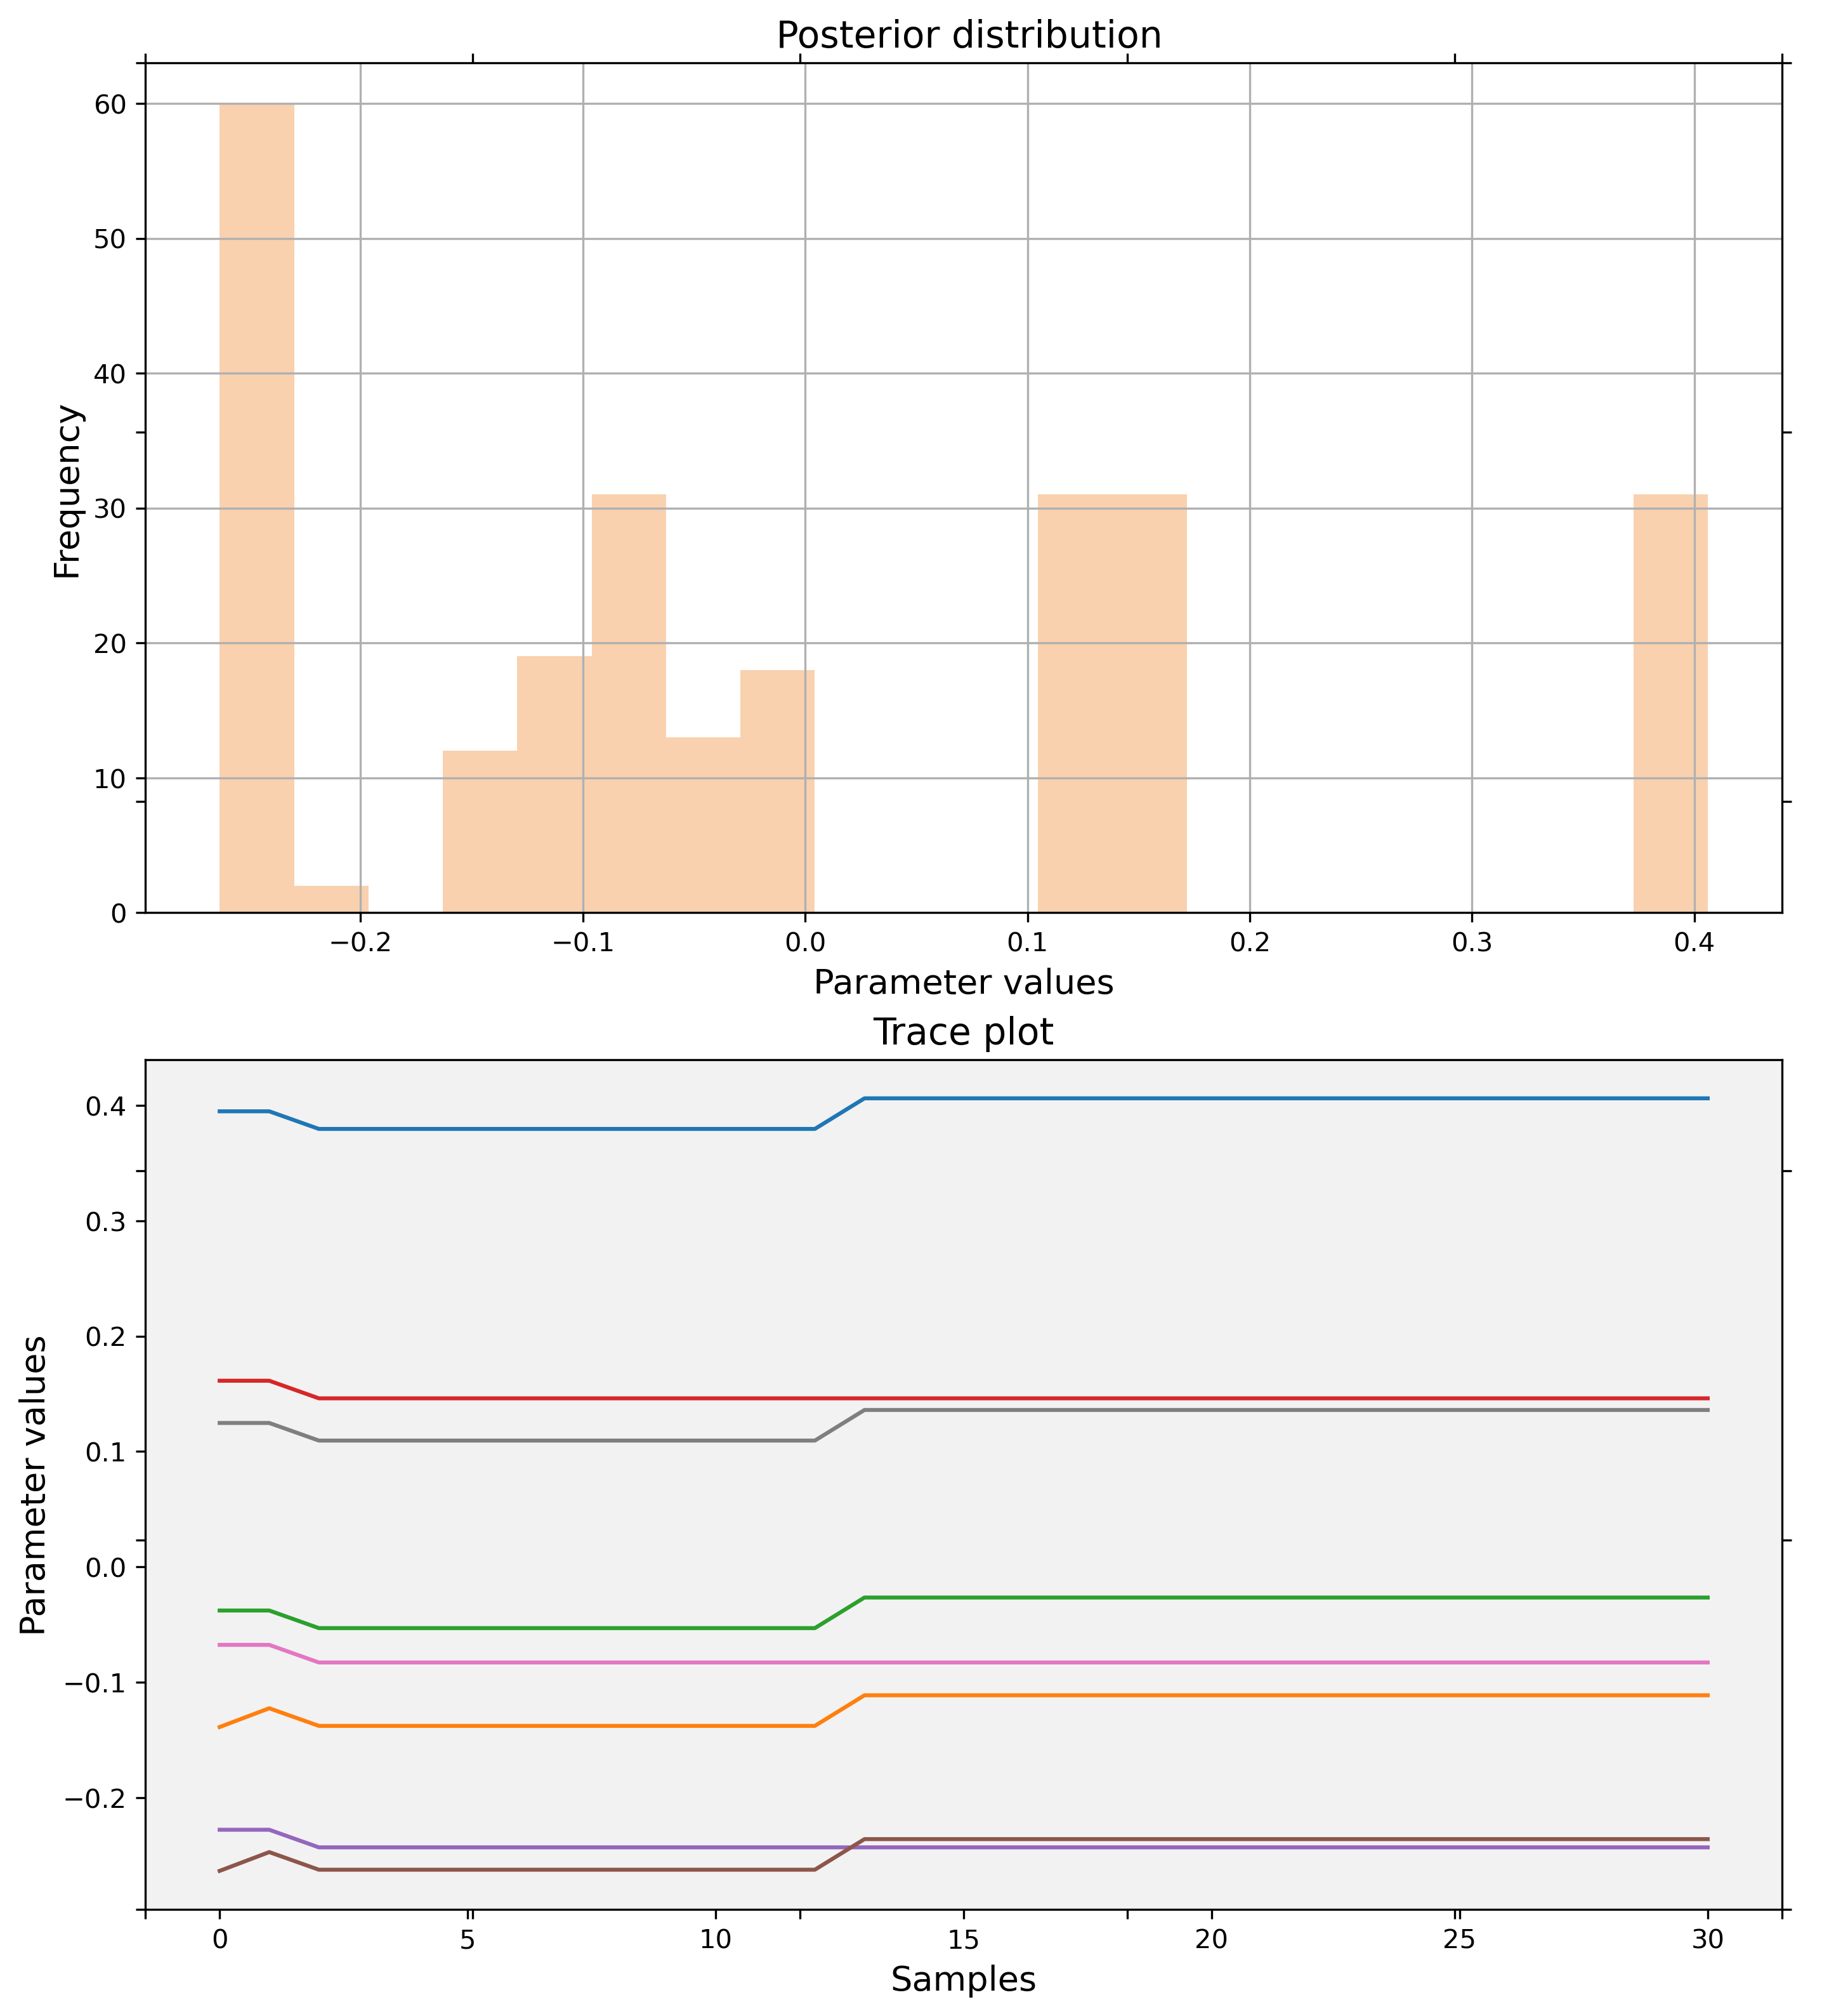 Posterior distribution
60
50
40
30
20
10
0
Frequency
−0.2 −0.1 0.0 0.1 0.2 0.3 0.4
Parameter values
Trace plot
0.4
0.3
0.2
0.1
0.0
−0.1
−0.2
Parameter values
0 5 10 15 20 25 30
Samples